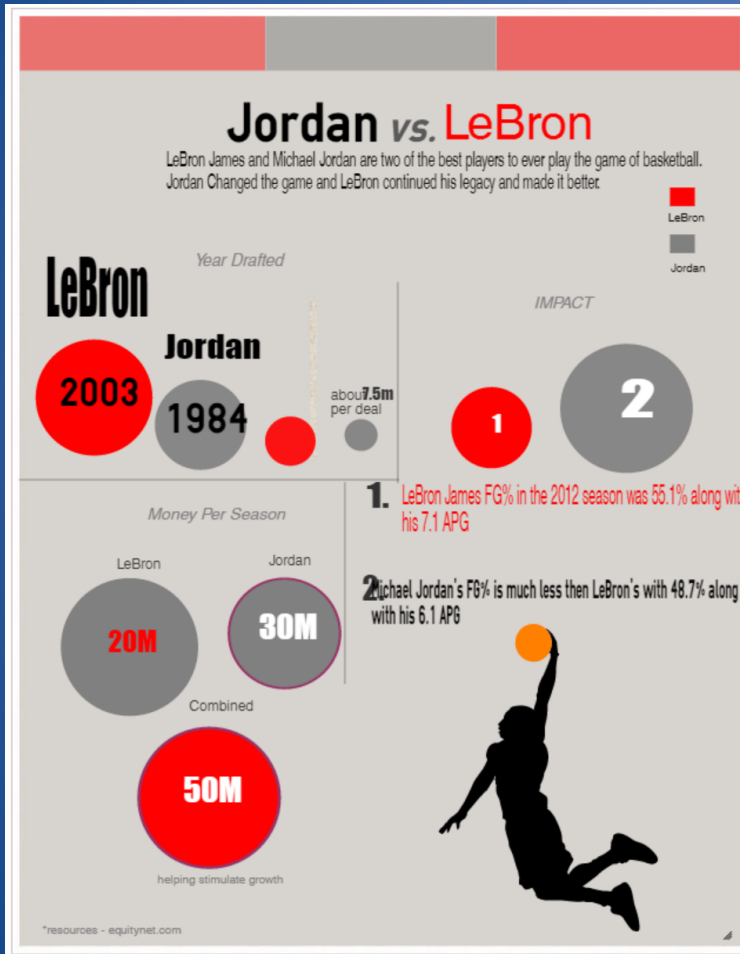 Jordan vs. LeBron
LeBron James and Michael Jordan are two of the best players to ever play the game of basketball.
Jordan Changed the game and LeBron continued his legacy and made it better.
LeBron
Jordan
Year Drafted
LeBron
Jordan
2003
1984
abou7.5m
per deal
IMPACT
1
2
1. LeBron James FG% in the 2012 season was 55.1% along wit
his 7.1 APG
2 Michael Jordan's FG% is much less then LeBron's with 48.7% along
with his 6.1 APG
Money Per Season
LeBron
Jordan
20M
30M
Combined
50M
helping stimulate growth
*resources - equitynet.com